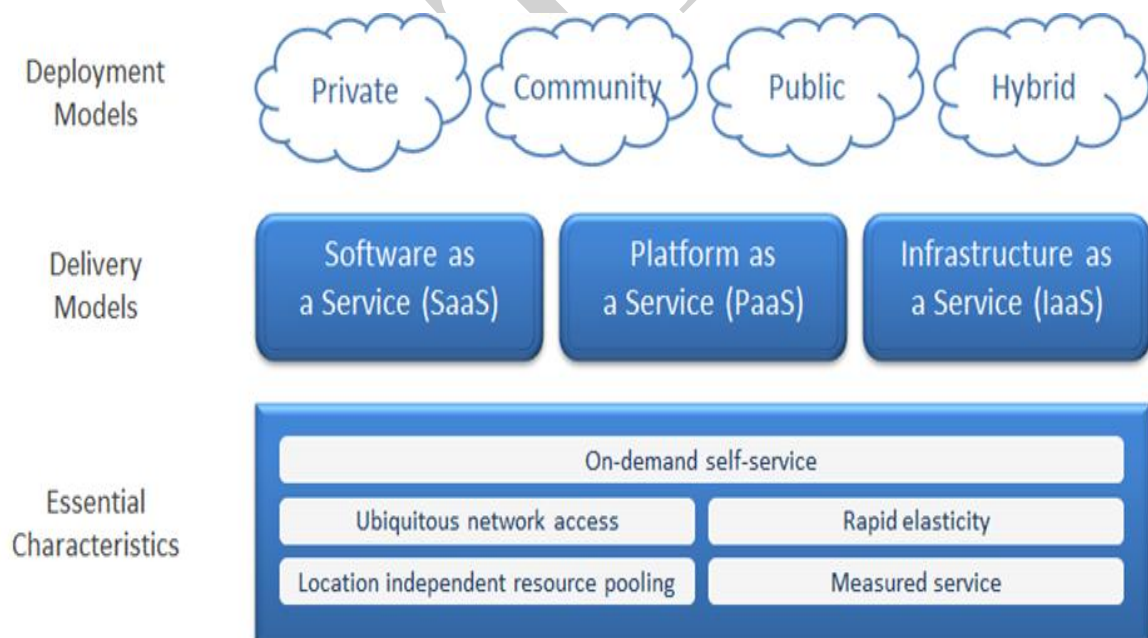 Deployment
Models
Private
Community
Public
Hybrid
Delivery
Models
Software as
a Service (SaaS)
Platform as
a Service (PaaS)
Infrastructure as
a Service (IaaS)
Essential
Characteristics
On-demand self-service
Ubiquitous network access
Rapid elasticity
Location independent resource pooling
Measured service